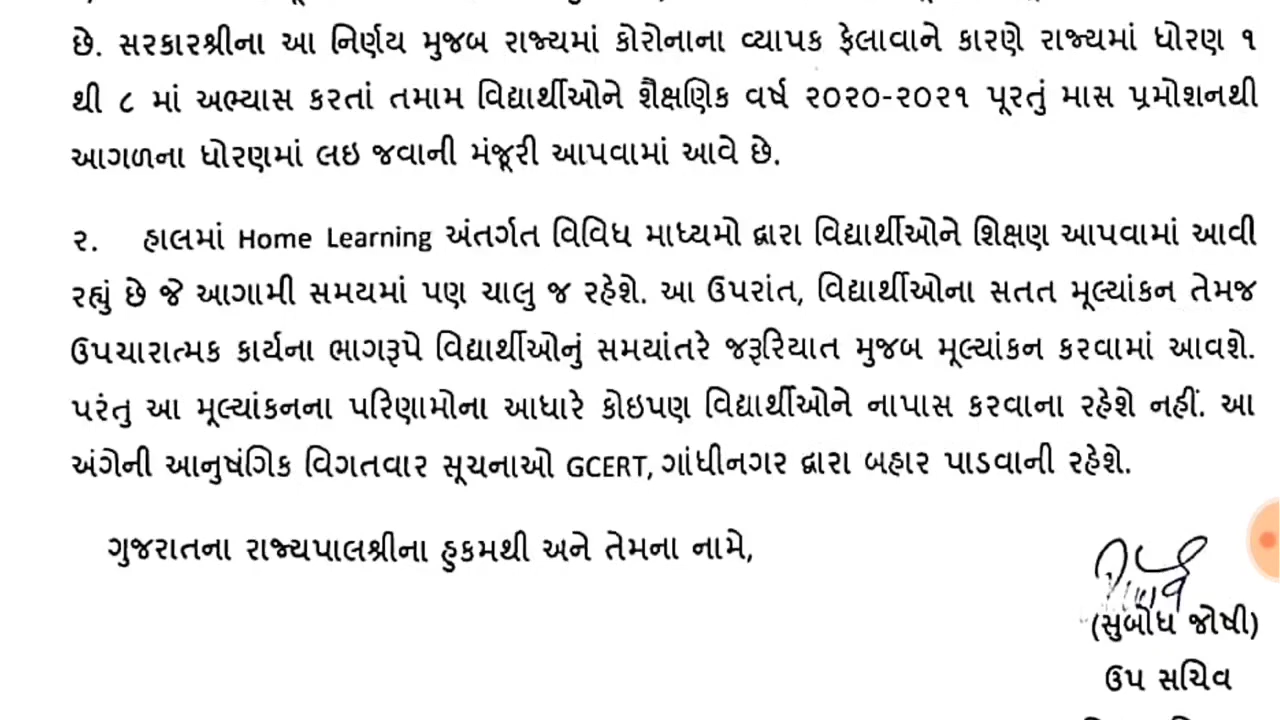 છે. સરકારશ્રીના આ નિર્ણય મુજબ રાજ્યમાં કોરોનાના વ્યાપક ફેલાવાને કારણે રાજ્યમાં ધોરણ ૧
થી ૮ માં અભ્યાસ કરતાં તમામ વિદ્યાર્થીઓને શૈક્ષણિક વર્ષ ૨૦૨૦-૨૦૨૧ પૂરતું માસ પ્રમોશનથી
આગળના ધોરણમાં લઇ જવાની મંજૂરી આપવામાં આવે છે.
૨. હાલમાં Home Learning અંતર્ગત વિવિધ માધ્યમો દ્વારા વિદ્યાર્થીઓને શિક્ષણ આપવામાં આવી
રહ્યું છે જે આગામી સમયમાં પણ ચાલુ જ રહેશે. આ ઉપરાંત, વિદ્યાર્થીઓના સતત મૂલ્યાંકન તેમજ
ઉપચારાત્મક કાર્યના ભાગરૂપે વિદ્યાર્થીઓનું સમયાંતરે જરૂરિયાત મુજબ મૂલ્યાંકન કરવામાં આવશે.
પરંતુ આ મૂલ્યાંકનના પરિણામોના આધારે કોઇપણ વિદ્યાર્થીઓને નાપાસ કરવાના રહેશે નહીં. આ
અંગેની આનુષંગિક વિગતવાર સૂચનાઓ GCERT, ગાંધીનગર દ્વારા બહાર પાડવાની રહેશે.
ગુજરાતના રાજ્યપાલશ્રીના હુકમથી અને તેમના નામે,
(સુબોધ જોષી)
ઉપ સચિવ